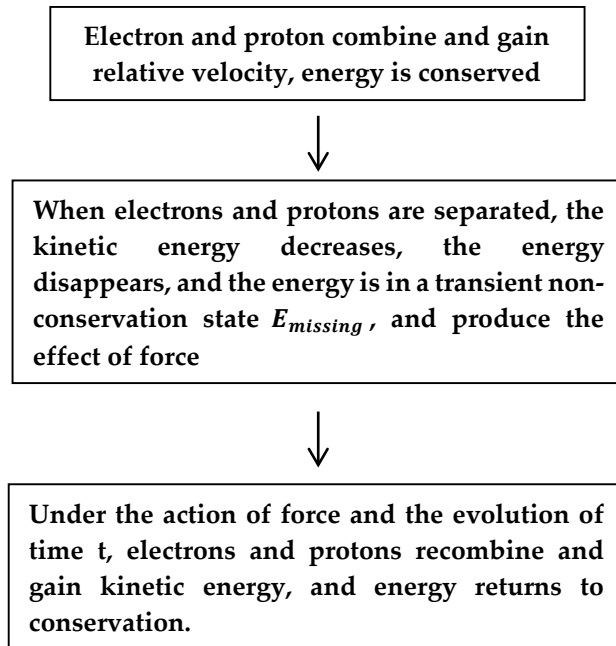 Electron and proton combine and gain
relative velocity, energy is conserved
When electrons and protons are separated, the
kinetic energy decreases, the energy
disappears, and the energy is in a transient non-
conservation state E_missing , and produce the
effect of force
Under the action of force and the evolution of
time t, electrons and protons recombine and
gain kinetic energy, and energy returns to
conservation.